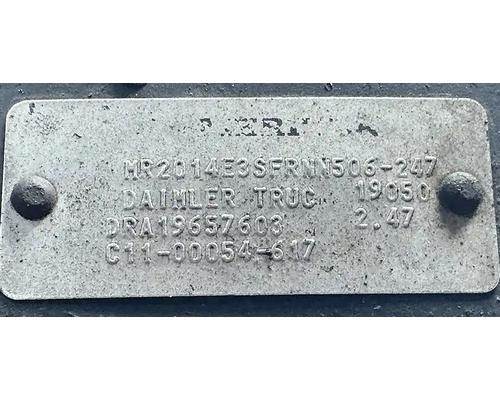 MR2014E3SFRNN506-247
DAIMLER TRUC 19050
DRA19657603 2.47
C11-00054-617